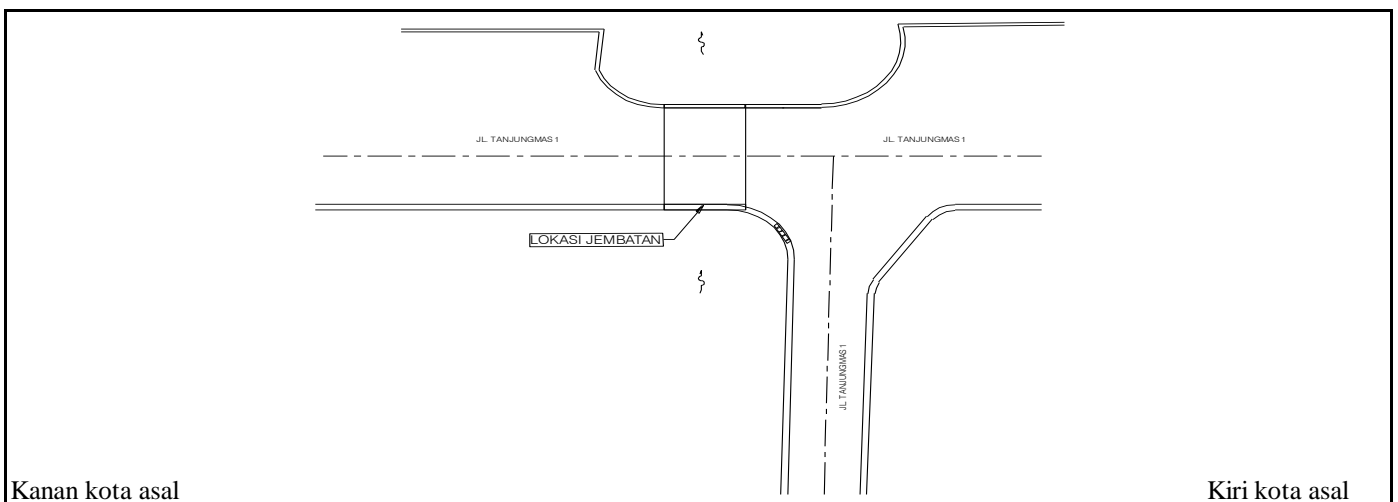 JL. TANJUNGMAS 1
JL. TANJUNGMAS 1
LOKASI JEMBATAN
JL. TANJUNGMAS 1
Kanan kota asal
Kiri kota asal